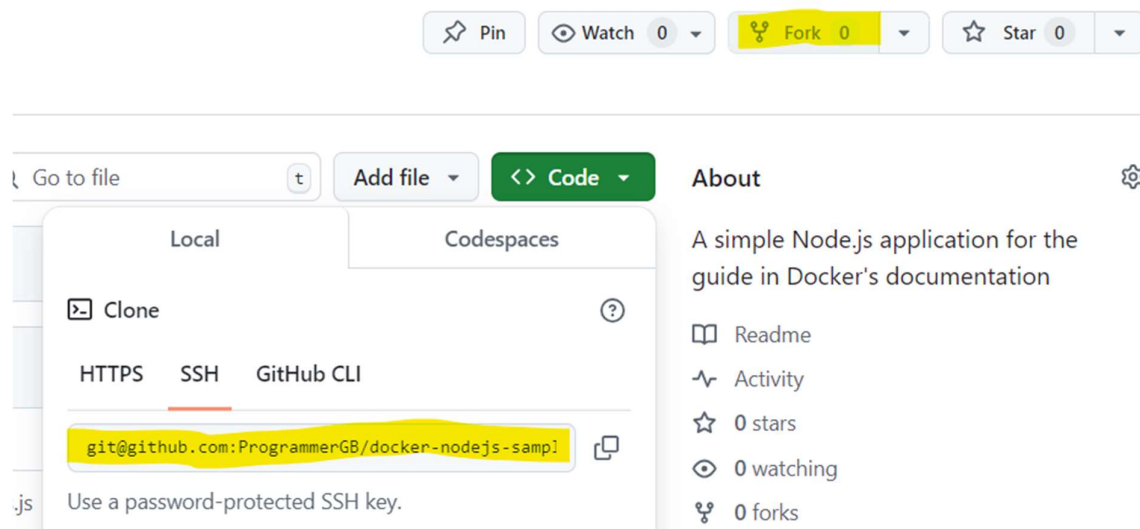 Pin Watch 0 Fork 0 Star 0
Go to file t Add file <> Code
About
Local Codespaces
A simple Node.js application for the
guide in Docker's documentation
Clone
HTTPS SSH GitHub CLI
git@github.com:ProgrammerGB/docker-nodejs-sampl
.js Use a password-protected SSH key.
Readme
Activity
0 stars
0 watching
0 forks